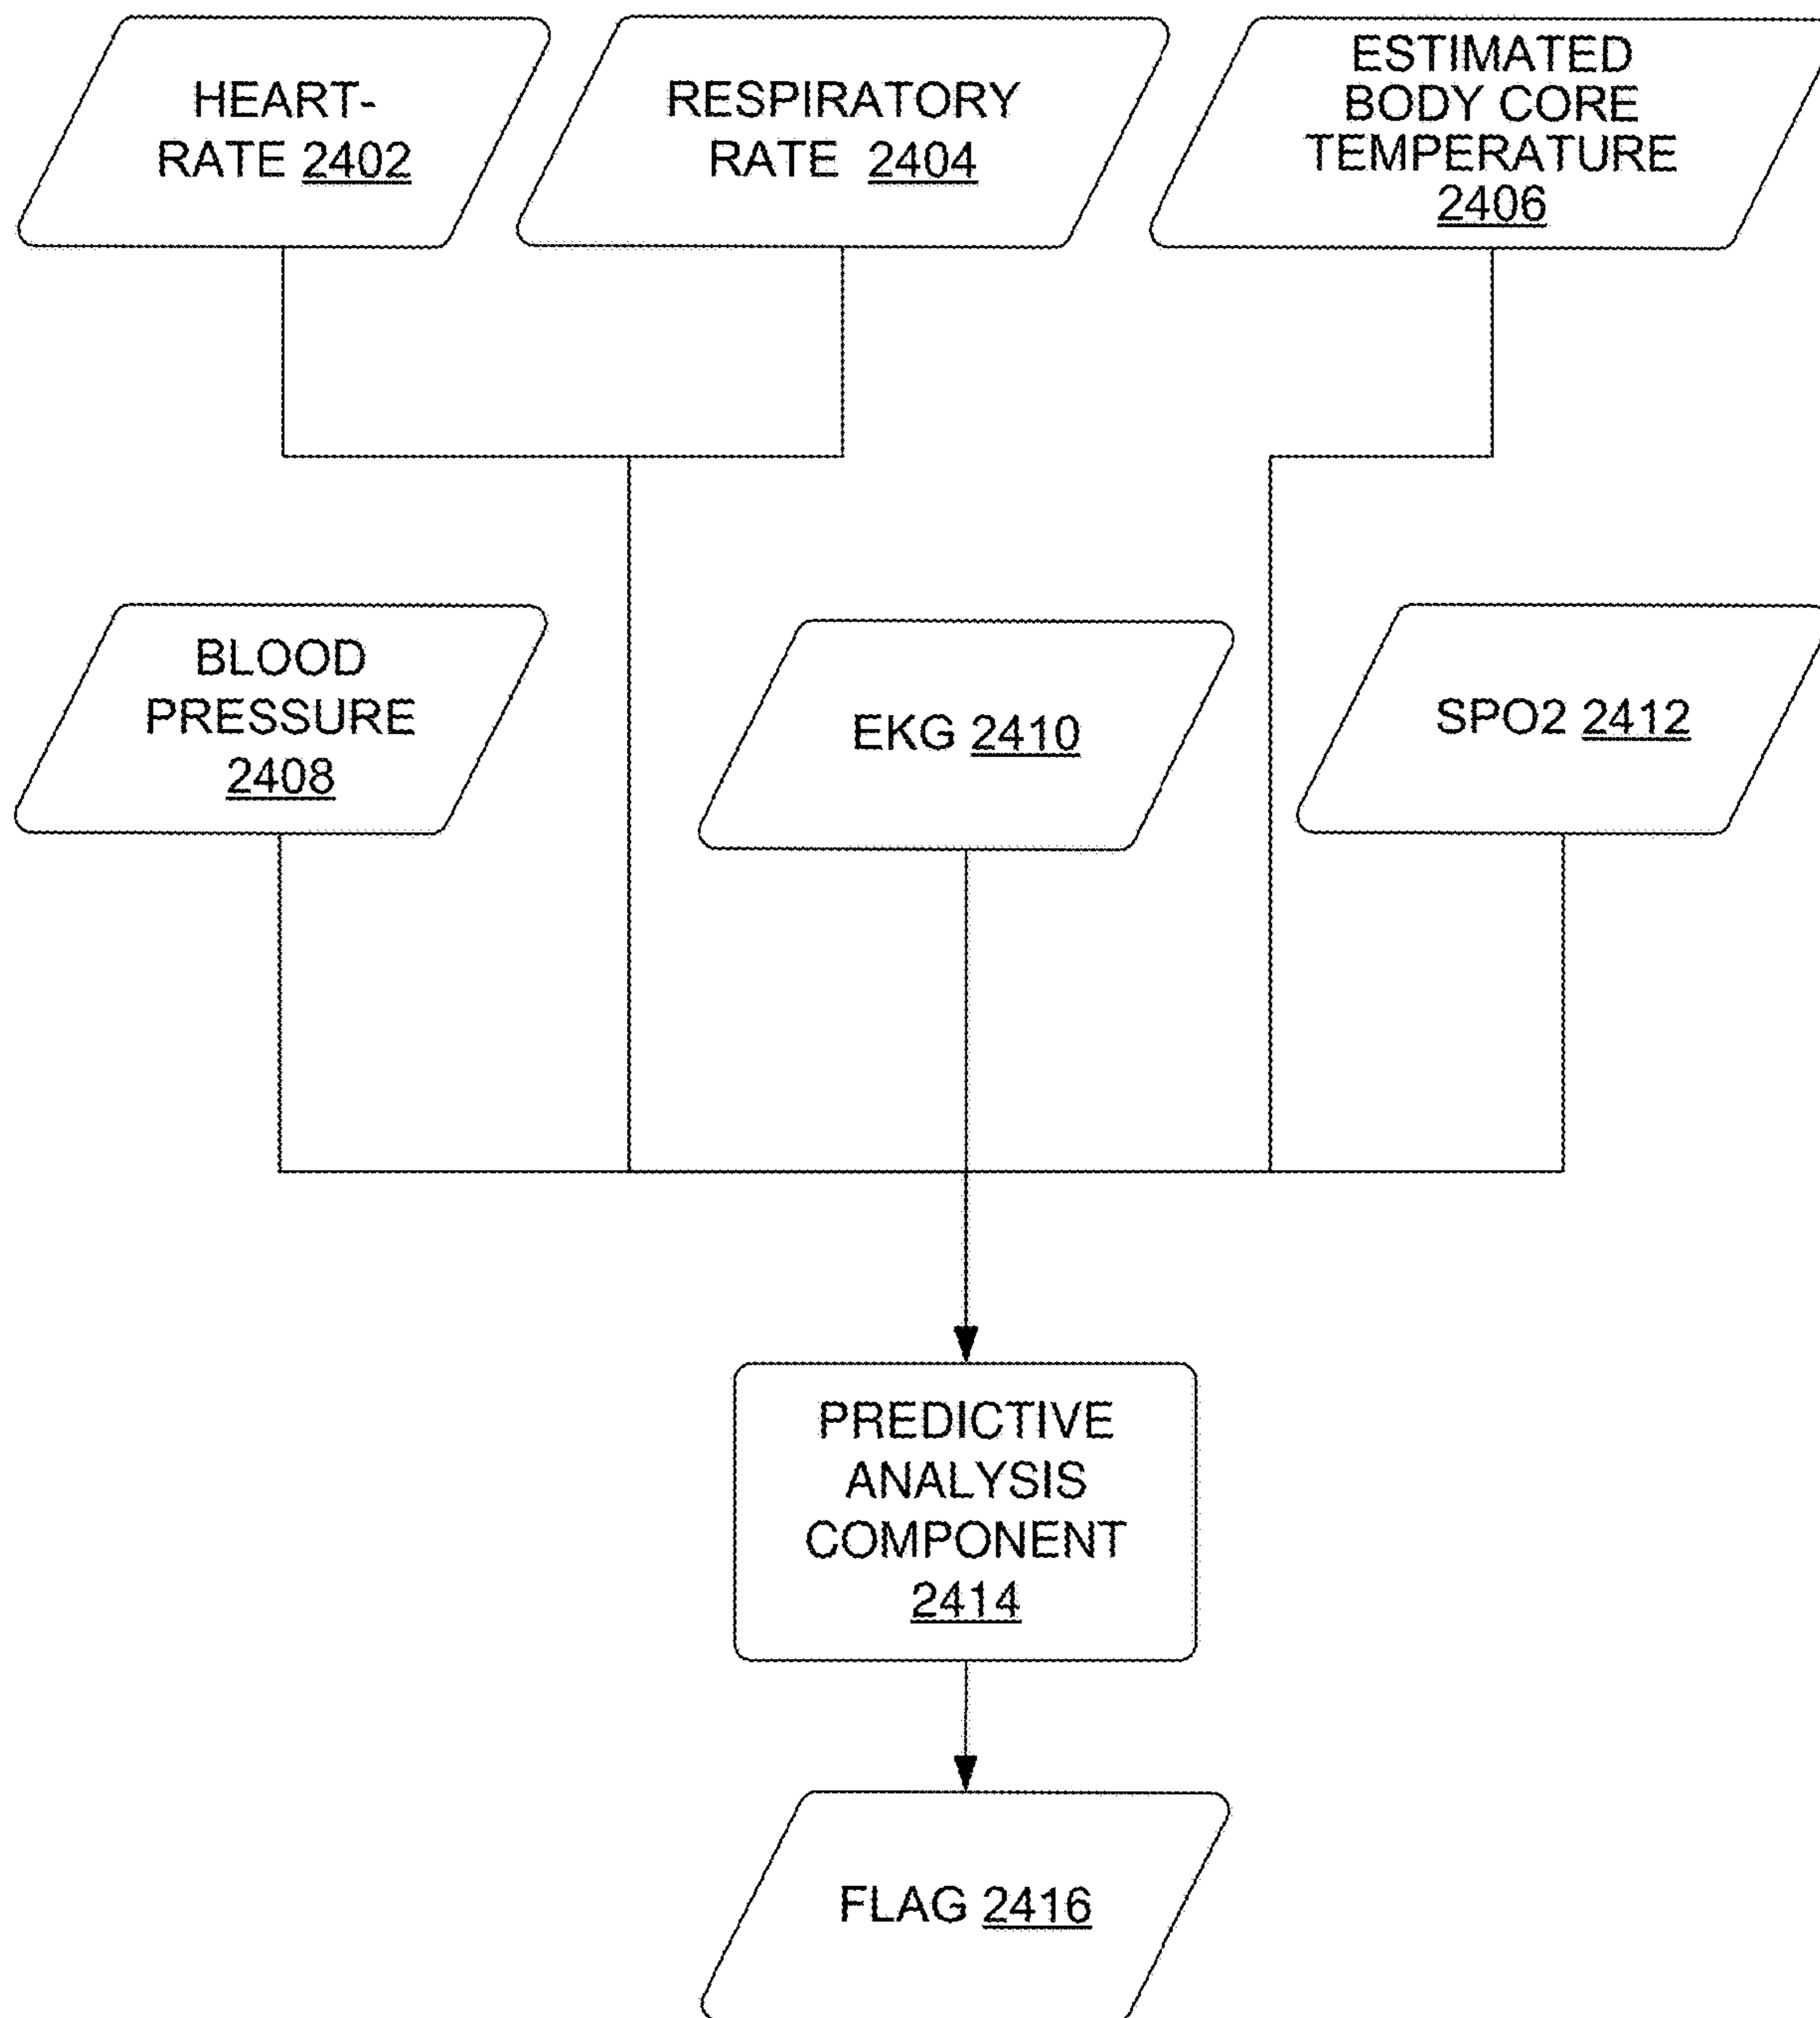 HEART-
RATE 2402
RESPIRATORY
RATE 2404
ESTIMATED
BODY CORE
TEMPERATURE
2406
BLOOD
PRESSURE
2408
EKG 2410
SPO2 2412
PREDICTIVE
ANALYSIS
COMPONENT
2414
FLAG 2416